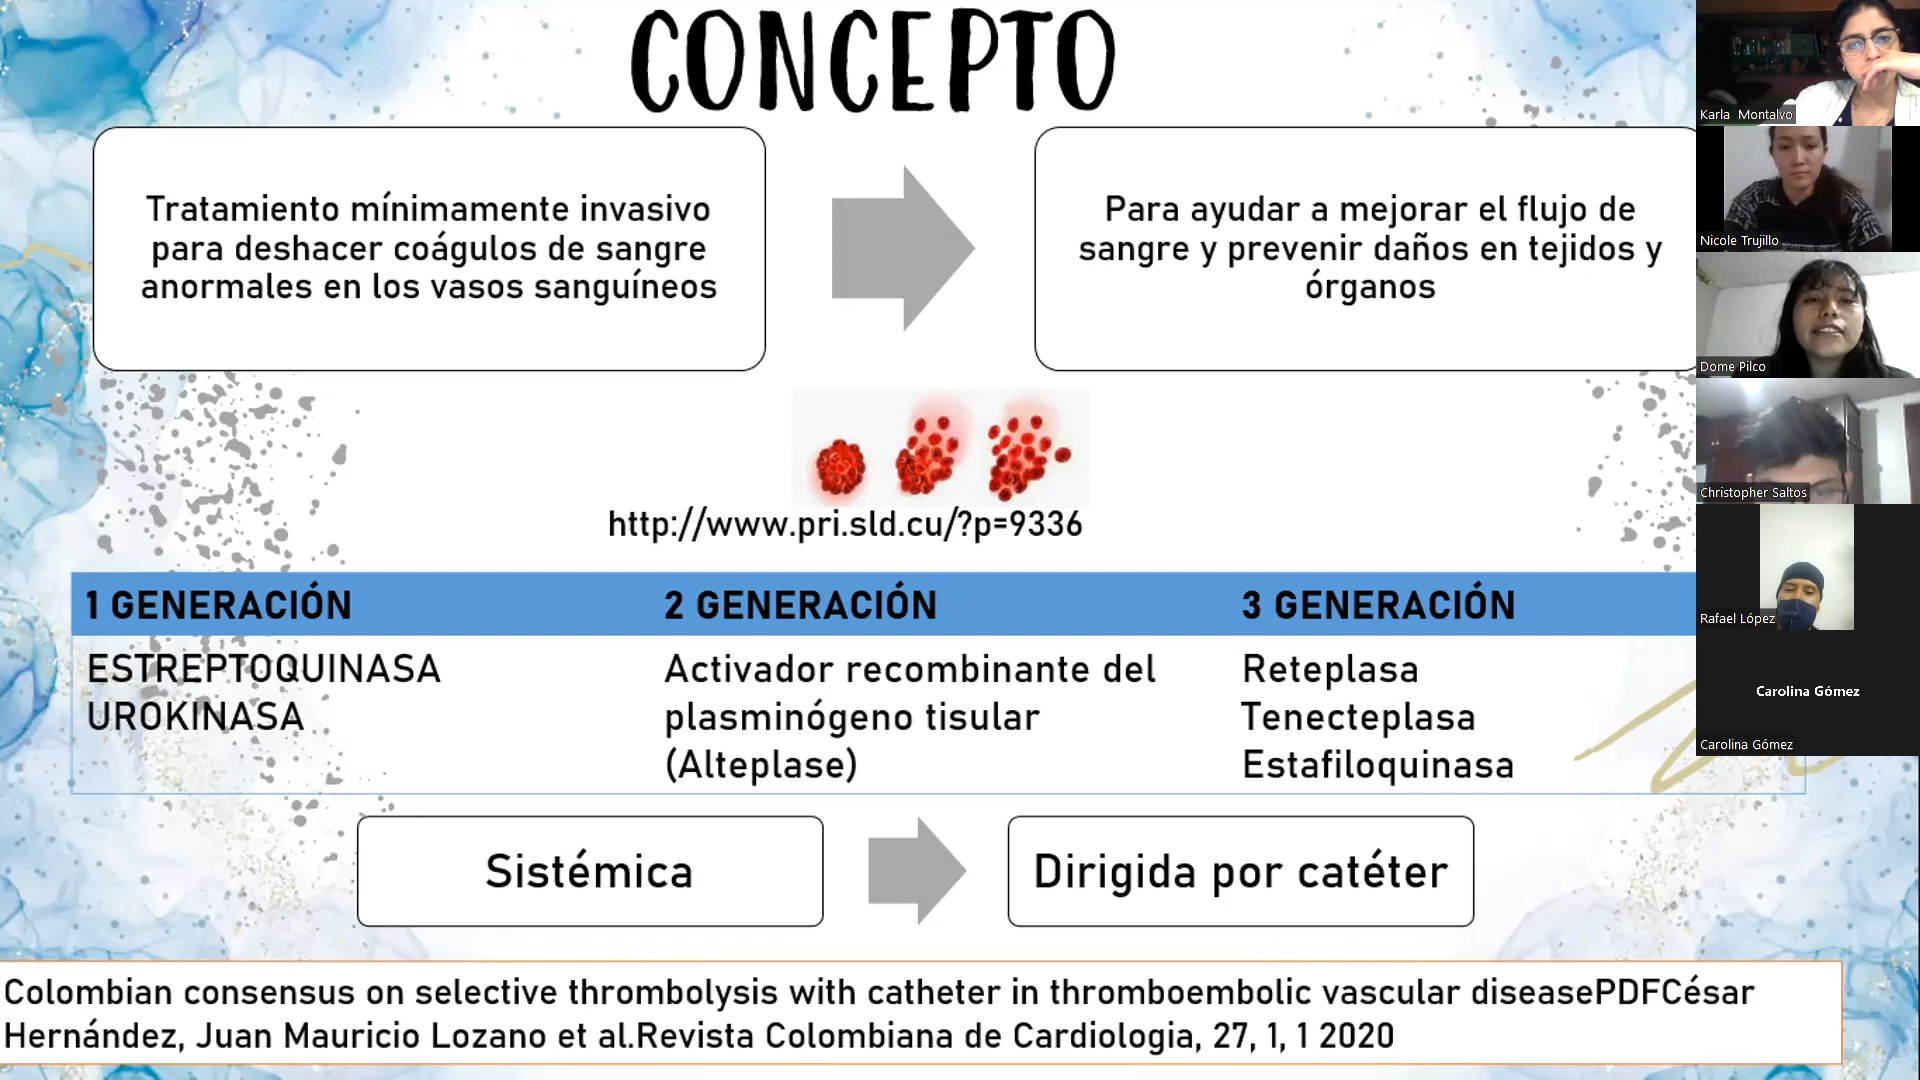 CONCEPTO
Tratamiento mínimamente invasivo
para deshacer coágulos de sangre
anormales en los vasos sanguíneos
Para ayudar a mejorar el flujo de
sangre y prevenir daños en tejidos y
órganos
http://www.pri.sld.cu/?p=9336
1 GENERACIÓN
2 GENERACIÓN
3 GENERACIÓN
ESTREPTOQUINASA
UROKINASA
Activador recombinante del
plasminógeno tisular
(Alteplase)
Reteplasa
Tenecteplasa
Estafiloquinasa
Sistémica
Dirigida por catéter
Colombian consensus on selective thrombolysis with catheter in thromboembolic vascular diseasePDFCésar
Hernández, Juan Mauricio Lozano et al.Revista Colombiana de Cardiologia, 27, 1, 1 2020
Karla Montalvo
Nicole Trujillo
Dome Pilco
Christopher Saltos
Rafael López
Carolina Gómez
Carolina Gómez